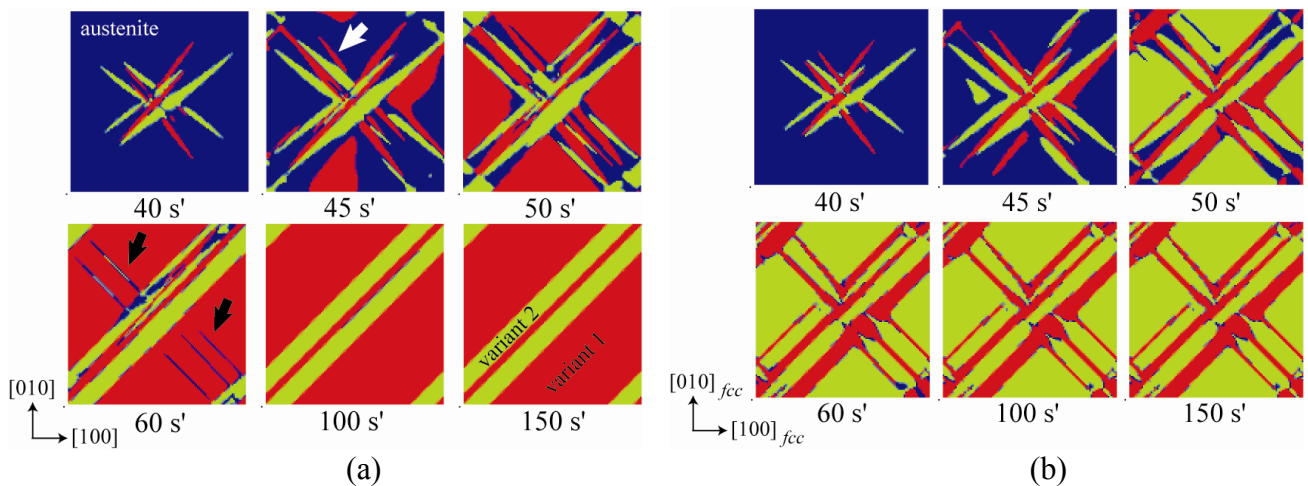 austenite
40 s'
45 s'
50 s'
variant 2
variant 1
60 s'
100 s'
150 s'
[010]
[100]
(a)
40 s'
45 s'
50 s'
60 s'
100 s'
150 s'
[010] fcc
[100] fcc
(b)